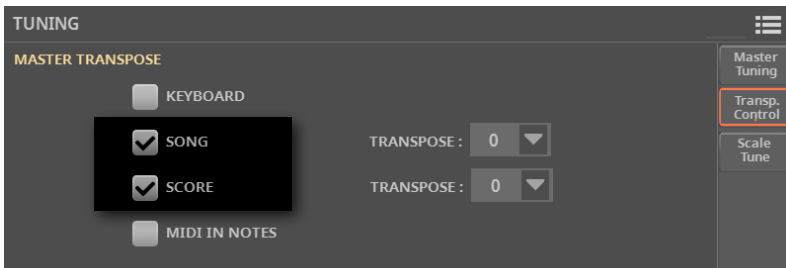 TUNING
MASTER TRANSPOSE
KEYBOARD
SONG TRANSPOSE : 0
SCORE TRANSPOSE : 0
MIDI IN NOTES
Master
Tuning
Transp.
Control
Scale
Tune